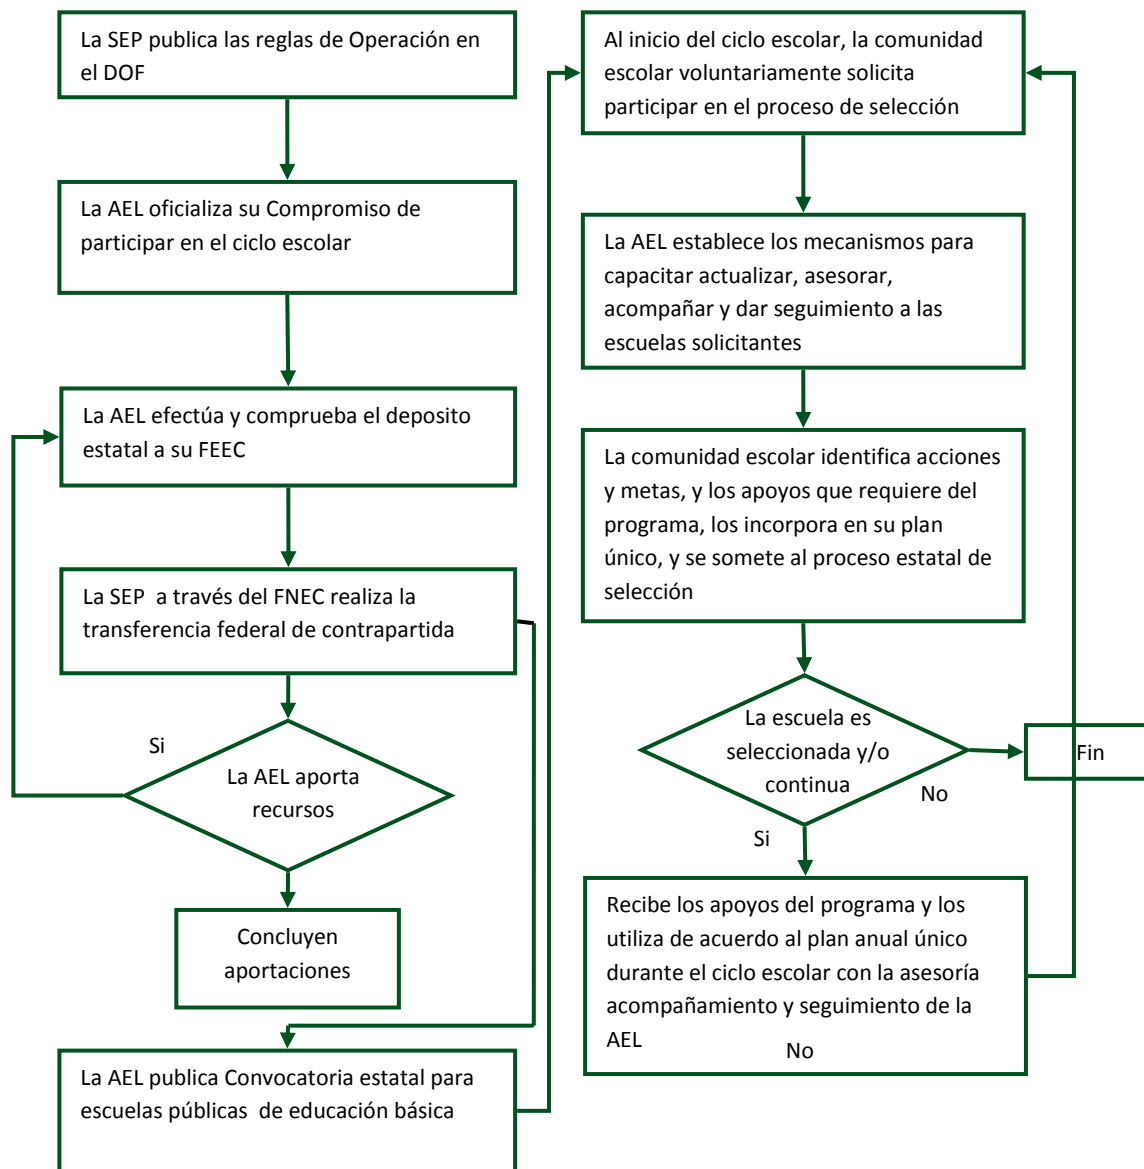 La SEP publica las reglas de Operación en
el DOF
La AEL oficializa su Compromiso de
participar en el ciclo escolar
La AEL efectúa y comprueba el deposito
estatal a su FEEC
La SEP a través del FNEC realiza la
transferencia federal de contrapartida
Si
La AEL aporta
recursos
Concluyen
aportaciones
La AEL publica Convocatoria estatal para
escuelas públicas de educación básica
Al inicio del ciclo escolar, la comunidad
escolar voluntariamente solicita
participar en el proceso de selección
La AEL establece los mecanismos para
capacitar actualizar, asesorar,
acompañar y dar seguimiento a las
escuelas solicitantes
La comunidad escolar identifica acciones
y metas, y los apoyos que requiere del
programa, los incorpora en su plan
único, y se somete al proceso estatal de
selección
La escuela es
seleccionada y/o
continua
Fin
No
Si
Recibe los apoyos del programa y los
utiliza de acuerdo al plan anual único
durante el ciclo escolar con la asesoría
acompañamiento y seguimiento de la
AEL
No